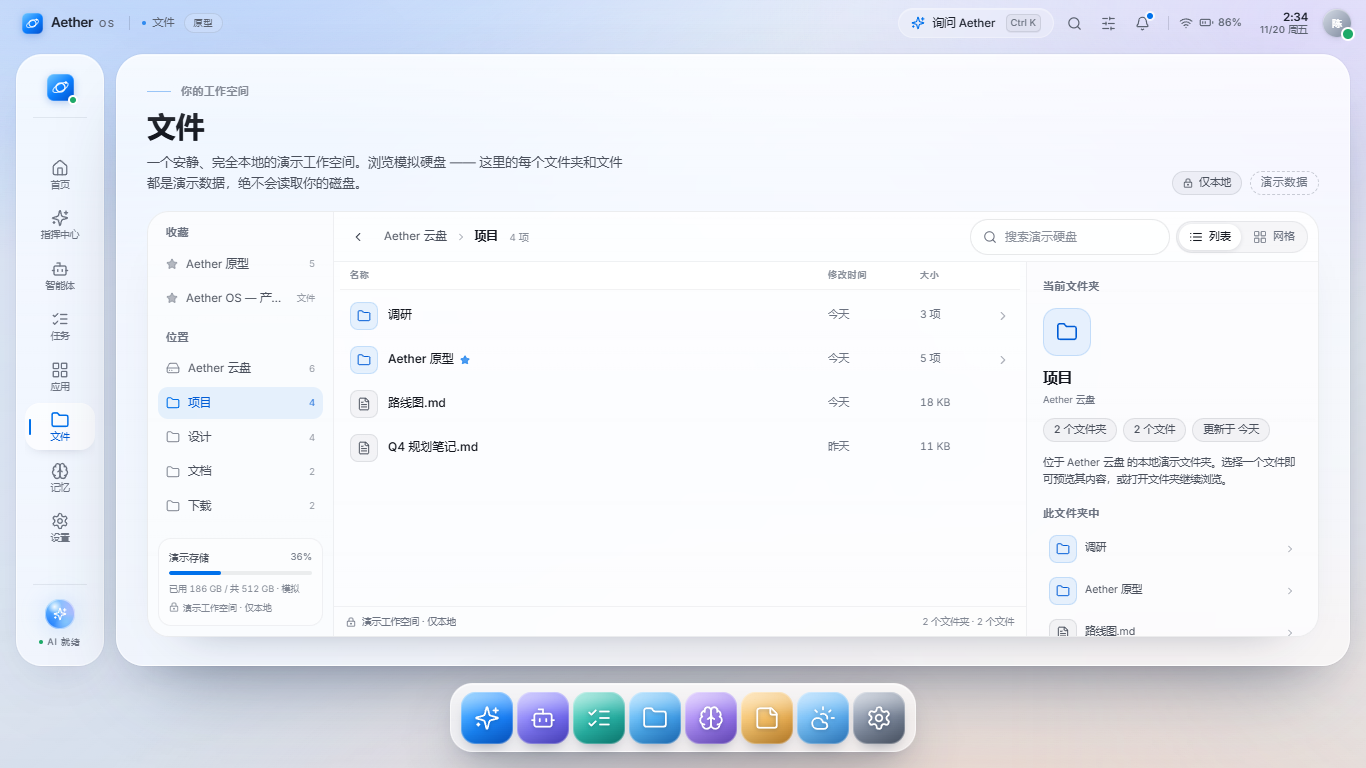 Aether OS
文件
原型
询问 Aether
Ctrl K
86%
2:34
11/20 周五
陈
首页
指挥中心
智能体
任务
应用
文件
记忆
设置
AI 就绪
你的工作空间
文件
一个安静、完全本地的演示工作空间。浏览模拟硬盘 —— 这里的每个文件夹和文件
都是演示数据，绝不会读取你的磁盘。
仅本地
演示数据
收藏
Aether 原型 5
Aether OS — 产... 文件
位置
Aether 云盘 6
项目 4
设计 4
文档 2
下载 2
演示存储 36%
已用 186 GB / 共 512 GB · 模拟
演示工作空间 · 仅本地
Aether 云盘 › 项目 4 项
搜索演示硬盘
列表
网格
名称 修改时间 大小
调研 今天 3 项
Aether 原型 今天 5 项
路线图.md 今天 18 KB
Q4 规划笔记.md 昨天 11 KB
演示工作空间 · 仅本地
2 个文件夹 · 2 个文件
当前文件夹
项目
Aether 云盘
2 个文件夹
2 个文件
更新于 今天
位于 Aether 云盘 的本地演示文件夹。选择一个文件即
可预览其内容，或打开文件夹继续浏览。
此文件夹中
调研
Aether 原型
路线图.md